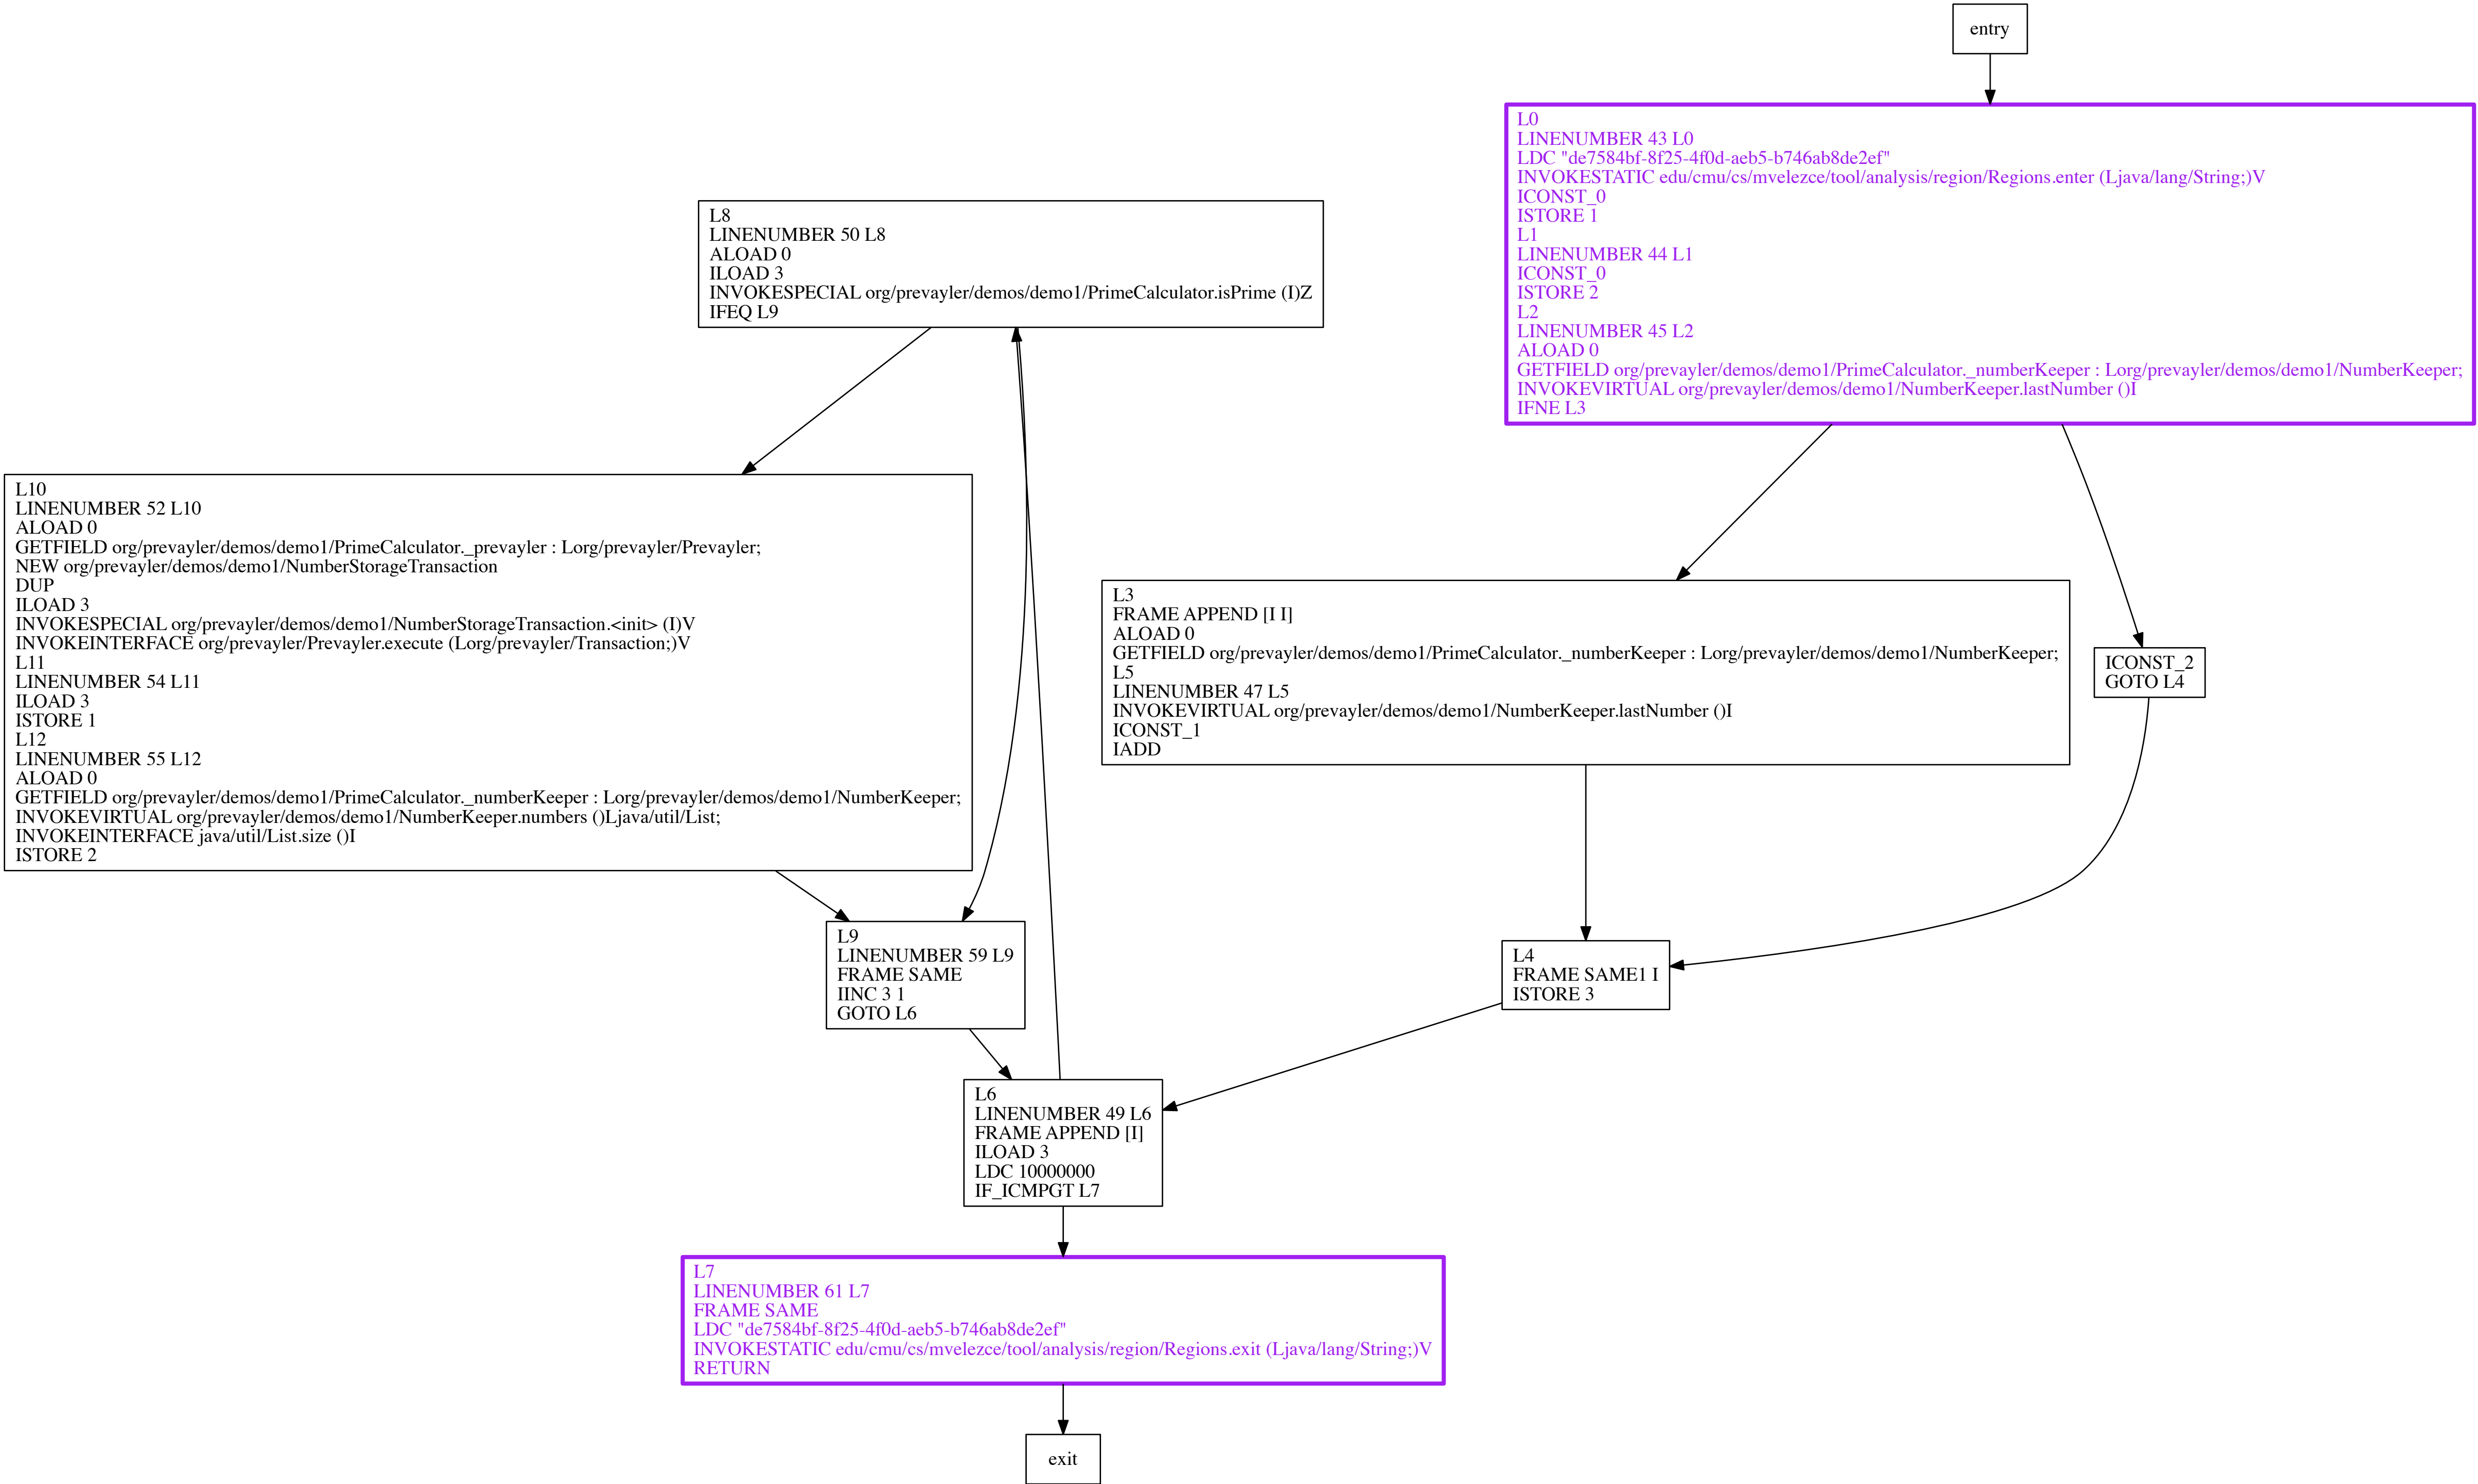 entry
L0
LINENUMBER 43 L0
LDC "de7584bf-8f25-4f0d-aeb5-b746ab8de2ef"
INVOKESTATIC edu/cmu/cs/mvelezce/tool/analysis/region/Regions.enter (Ljava/lang/String;)V
ICONST_0
ISTORE 1
L1
LINENUMBER 44 L1
ICONST_0
ISTORE 2
L2
LINENUMBER 45 L2
ALOAD 0
GETFIELD org/prevayler/demos/demo1/PrimeCalculator._numberKeeper : Lorg/prevayler/demos/demo1/NumberKeeper;
INVOKEVIRTUAL org/prevayler/demos/demo1/NumberKeeper.lastNumber ()I
IFNE L3
L8
LINENUMBER 50 L8
ALOAD 0
ILOAD 3
INVOKESPECIAL org/prevayler/demos/demo1/PrimeCalculator.isPrime (I)Z
IFEQ L9
L10
LINENUMBER 52 L10
ALOAD 0
GETFIELD org/prevayler/demos/demo1/PrimeCalculator._prevayler : Lorg/prevayler/Prevayler;
NEW org/prevayler/demos/demo1/NumberStorageTransaction
DUP
ILOAD 3
INVOKESPECIAL org/prevayler/demos/demo1/NumberStorageTransaction.<init> (I)V
INVOKEINTERFACE org/prevayler/Prevayler.execute (Lorg/prevayler/Transaction;)V
L11
LINENUMBER 54 L11
ILOAD 3
ISTORE 1
L12
LINENUMBER 55 L12
ALOAD 0
GETFIELD org/prevayler/demos/demo1/PrimeCalculator._numberKeeper : Lorg/prevayler/demos/demo1/NumberKeeper;
INVOKEVIRTUAL org/prevayler/demos/demo1/NumberKeeper.numbers ()Ljava/util/List;
INVOKEINTERFACE java/util/List.size ()I
ISTORE 2
L3
FRAME APPEND [I I]
ALOAD 0
GETFIELD org/prevayler/demos/demo1/PrimeCalculator._numberKeeper : Lorg/prevayler/demos/demo1/NumberKeeper;
L5
LINENUMBER 47 L5
INVOKEVIRTUAL org/prevayler/demos/demo1/NumberKeeper.lastNumber ()I
ICONST_1
IADD
ICONST_2
GOTO L4
L9
LINENUMBER 59 L9
FRAME SAME
IINC 3 1
GOTO L6
L4
FRAME SAME1 I
ISTORE 3
L6
LINENUMBER 49 L6
FRAME APPEND [I]
ILOAD 3
LDC 10000000
IF_ICMPGT L7
L7
LINENUMBER 61 L7
FRAME SAME
LDC "de7584bf-8f25-4f0d-aeb5-b746ab8de2ef"
INVOKESTATIC edu/cmu/cs/mvelezce/tool/analysis/region/Regions.exit (Ljava/lang/String;)V
RETURN
exit